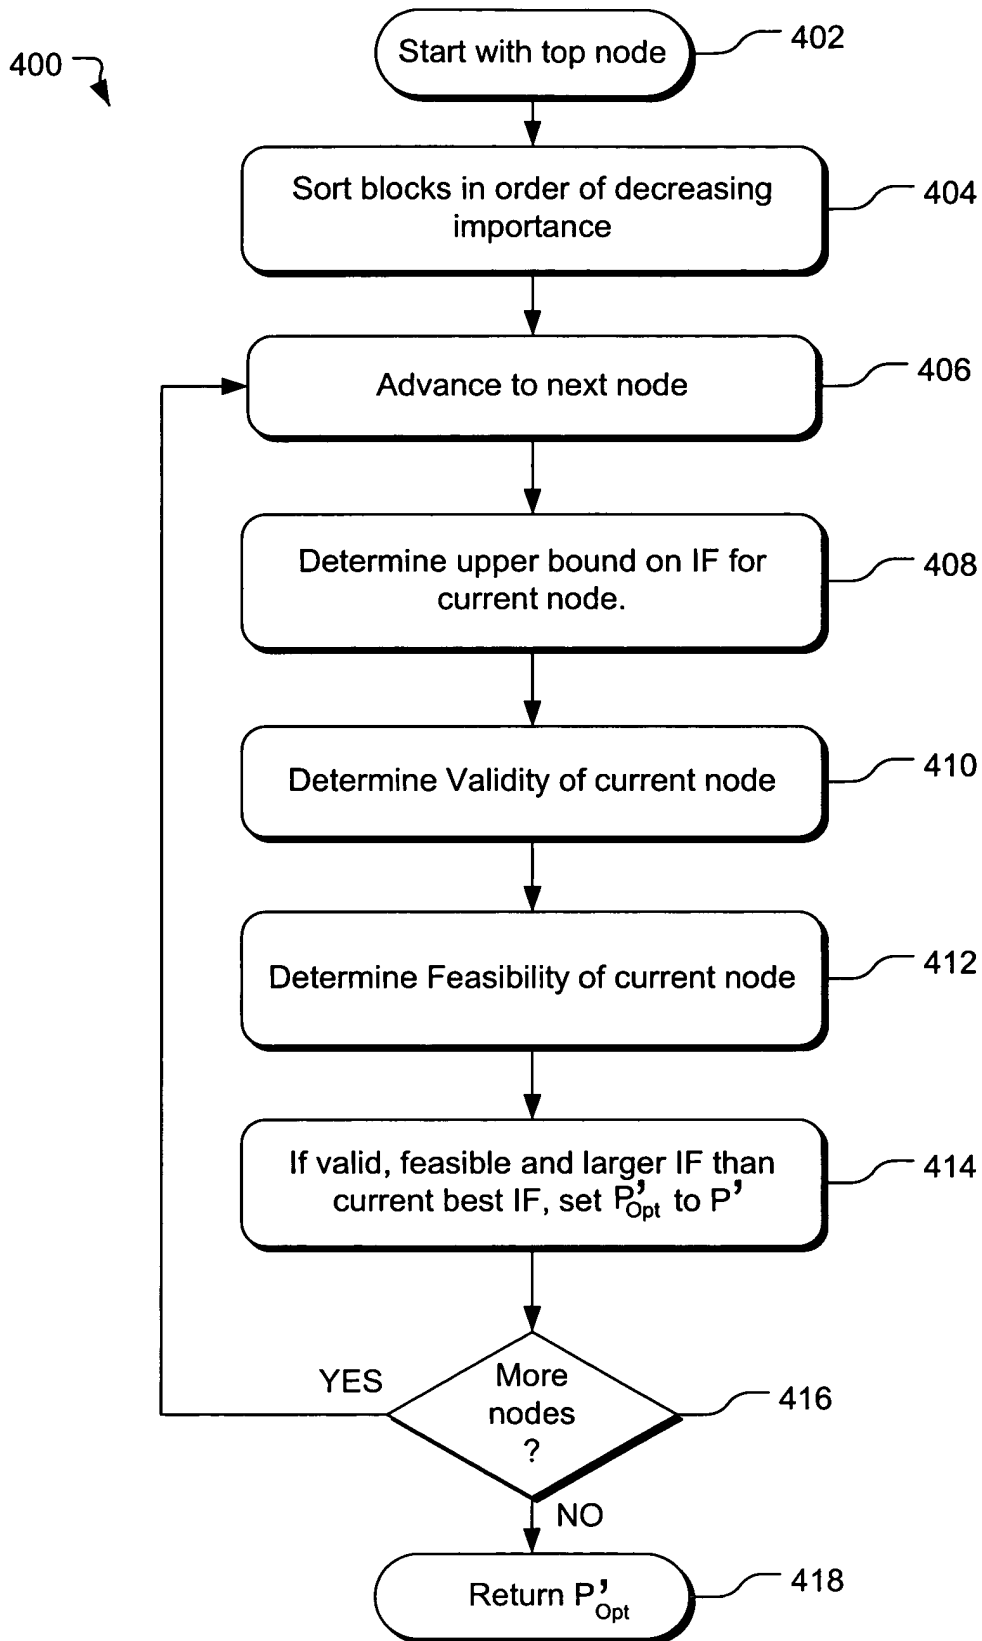 400
Start with top node
402
Sort blocks in order of decreasing
importance
404
Advance to next node
406
Determine upper bound on IF for
current node.
408
Determine Validity of current node
410
Determine Feasibility of current node
412
If valid, feasible and larger IF than
current best IF, set P'Opt to P'
414
YES
More
nodes
?
416
NO
Return P'Opt
418